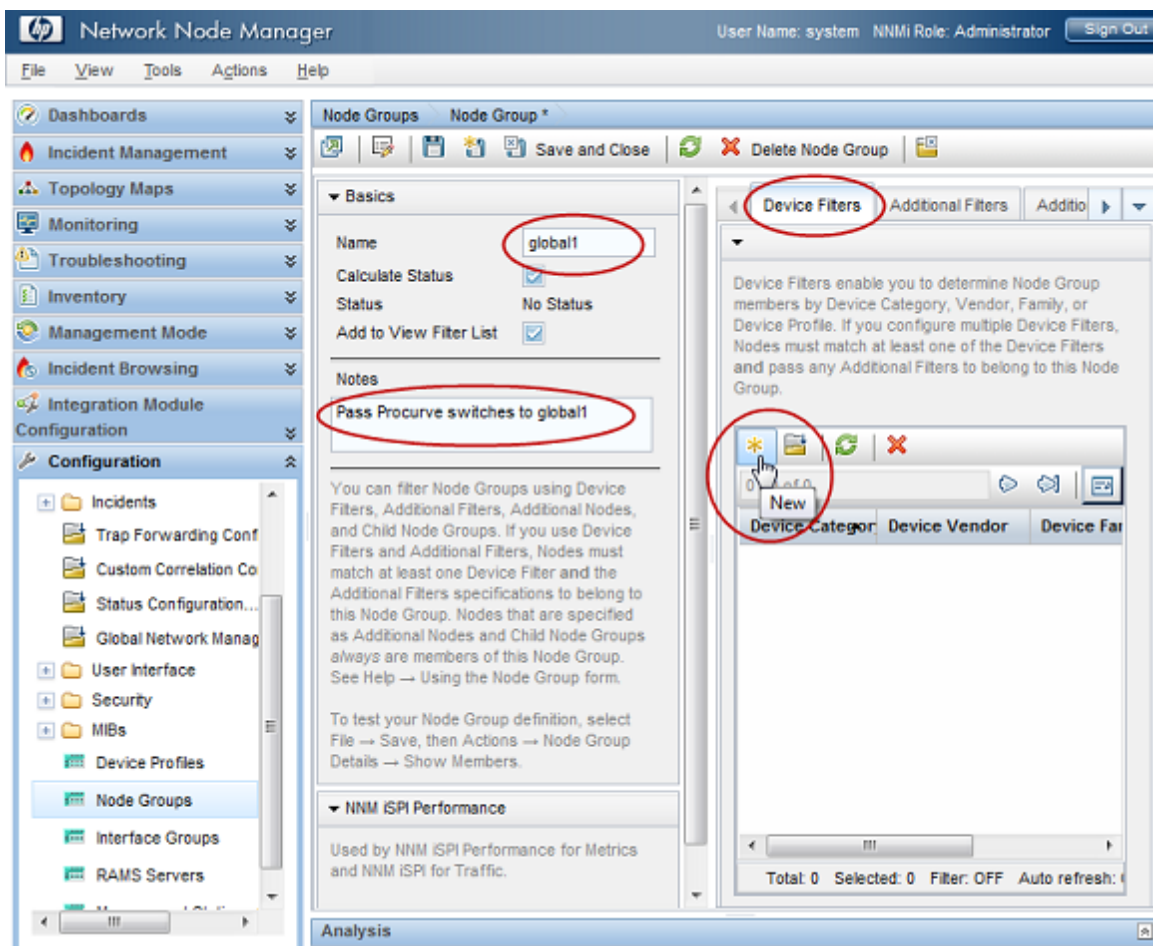 hp Network Node Manager
User Name: system NNMi Role: Administrator Sign Out
File View Tools Actions Help
Dashboards
Incident Management
Topology Maps
Monitoring
Troubleshooting
Inventory
Management Mode
Incident Browsing
Integration Module
Configuration
Configuration
Incidents
Trap Forwarding Conf
Custom Correlation Co
Status Configuration...
Global Network Manag
User Interface
Security
MIBs
Device Profiles
Node Groups
Interface Groups
RAMS Servers
Node Groups Node Group *
Save and Close Delete Node Group
Basics
Name global1
Calculate Status
Status No Status
Add to View Filter List
Notes
Pass Procurve switches to global1
You can filter Node Groups using Device
Filters, Additional Filters, Additional Nodes,
and Child Node Groups. If you use Device
Filters and Additional Filters, Nodes must
match at least one Device Filter and the
Additional Filters specifications to belong to
this Node Group. Nodes that are specified
as Additional Nodes and Child Node Groups
always are members of this Node Group.
See Help → Using the Node Group form.
To test your Node Group definition, select
File → Save, then Actions → Node Group
Details → Show Members.
NNM iSPI Performance
Used by NNM iSPI Performance for Metrics
and NNM iSPI for Traffic.
Device Filters Additional Filters Additio
Device Filters enable you to determine Node Group
members by Device Category, Vendor, Family, or
Device Profile. If you configure multiple Device Filters,
Nodes must match at least one of the Device Filters
and pass any Additional Filters to belong to this Node
Group.
New
Device Categor Device Vendor Device Fam
Total: 0 Selected: 0 Filter: OFF Auto refresh:
Analysis